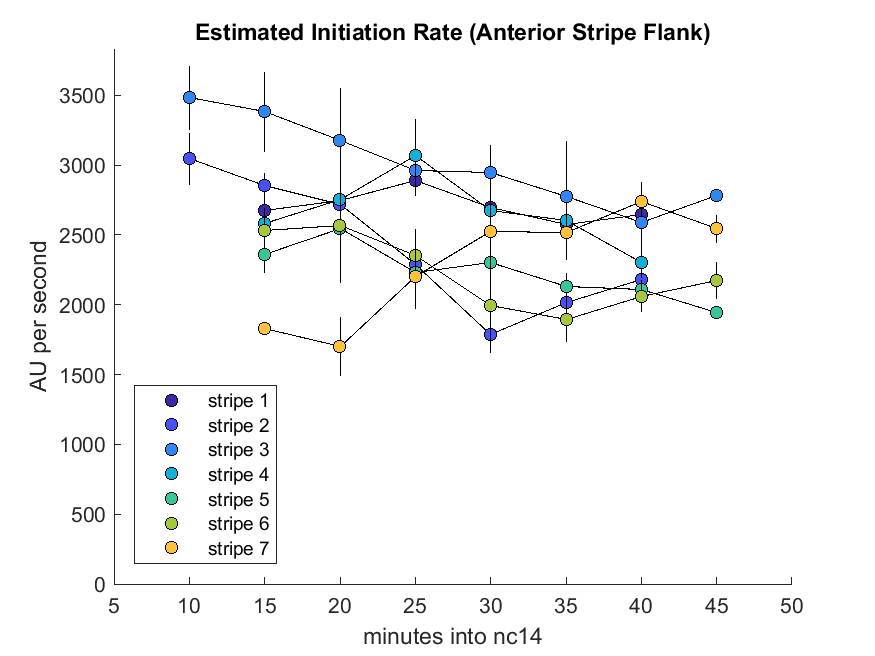 Estimated Initiation Rate (Anterior Stripe Flank)
AU per second
3500
3000
2500
2000
1500
1000
500
0
stripe 1
stripe 2
stripe 3
stripe 4
stripe 5
stripe 6
stripe 7
5 10 15 20 25 30 35 40 45 50
minutes into nc14